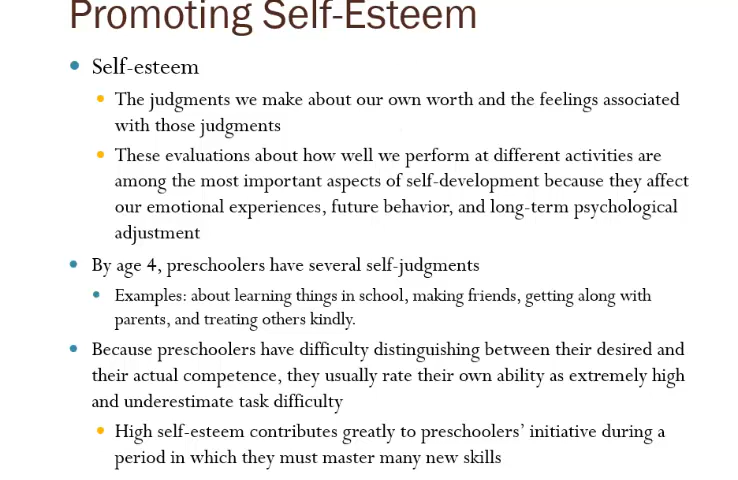 Promoting Self-Esteem
Self-esteem
The judgments we make about our own worth and the feelings associated
with those judgments
These evaluations about how well we perform at different activities are
among the most important aspects of self-development because they affect
our emotional experiences, future behavior, and long-term psychological
adjustment
By age 4, preschoolers have several self-judgments
Examples: about learning things in school, making friends, getting along with
parents, and treating others kindly.
Because preschoolers have difficulty distinguishing between their desired and
their actual competence, they usually rate their own ability as extremely high
and underestimate task difficulty
High self-esteem contributes greatly to preschoolers’ initiative during a
period in which they must master many new skills